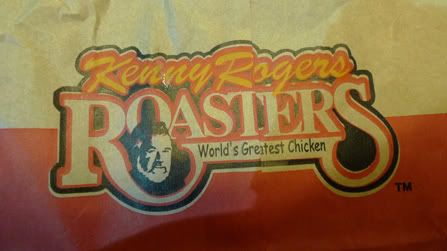 Kenny Rogers
ROASTERS
World's Greatest Chicken
TM